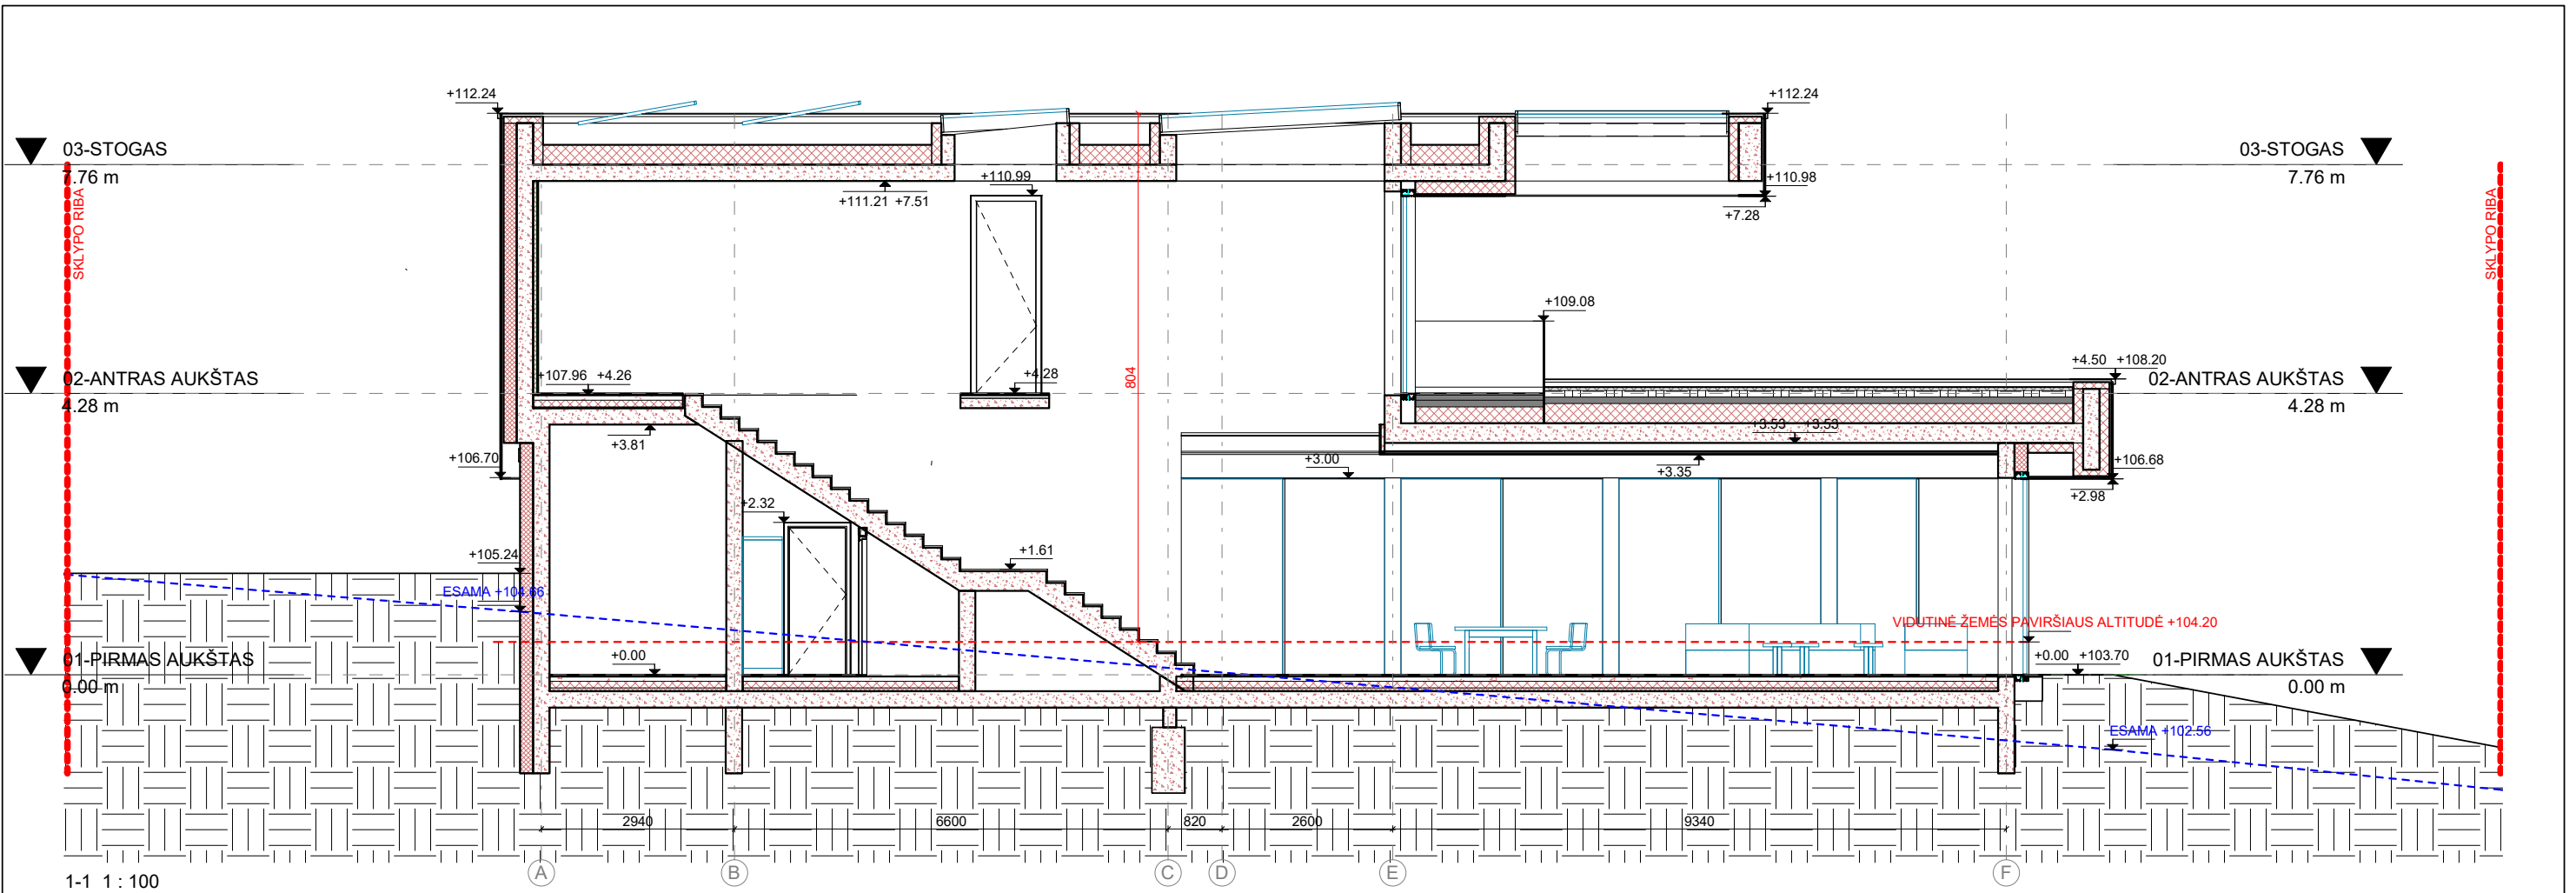 +112.24
+112.24
03-STOGAS
7.76 m
03-STOGAS
7.76 m
SKLYPO RIBA
SKLYPO RIBA
+110.99
+110.98
+111.21 +7.51
+7.28
804
+109.08
02-ANTRAS AUKŠTAS
4.28 m
+107.96 +4.26
+4.28
+4.50 +108.20
02-ANTRAS AUKŠTAS
4.28 m
+3.81
+3.53 +3.53
+106.70
+3.00
+3.35
+106.68
+2.98
+2.32
+105.24
+1.61
ESAMA +104.66
VIDUTINĖ ŽEMĖS PAVIRŠIAUS ALTITUDĖ +104.20
01-PIRMAS AUKŠTAS
0.00 m
+0.00
+0.00 +103.70
01-PIRMAS AUKŠTAS
0.00 m
ESAMA +102.56
2940
6600
820
2600
9340
A
B
C
D
E
F
1-1 1 : 100